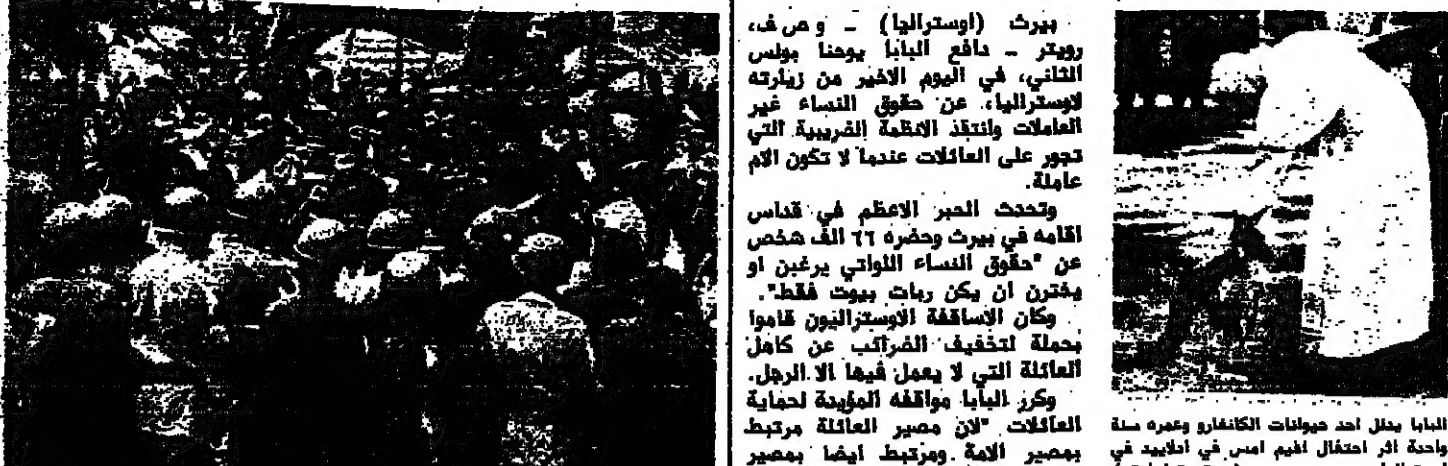 بيرث (اوستراليا) – و ص ف،
رويتر – دافع البابا يوحنا بولس
الثاني، في اليوم الاخير من زيارته
لاوستراليا، عن حقوق النساء غير
العاملات وانتقد الانظمة الضريبية التي
تجور على العائلات عندما لا تكون الام
عاملة.
وتحدث الحبر الاعظم في قداس
اقامه في بيرث وحضره ٦٦ الف شخص
عن "حقوق النساء اللواتي يرغبن او
يخترن ان يكن ربات بيوت فقط".
وكان الاساقفة الاوستراليون قاموا
بحملة لتخفيف الضرائب عن كاهل
العائلة التي لا يعمل فيها الا الرجل.
وكرر البابا مواقفه المؤيدة لحماية
العائلات "لان مصير العائلة مرتبط
بمصير الامة ومرتبط ايضا بمصير
البابا يدلل احد حيوانات الكانغارو وعمره سنة
واحدة اثر احتفال اقيم امس في ادلاييد في